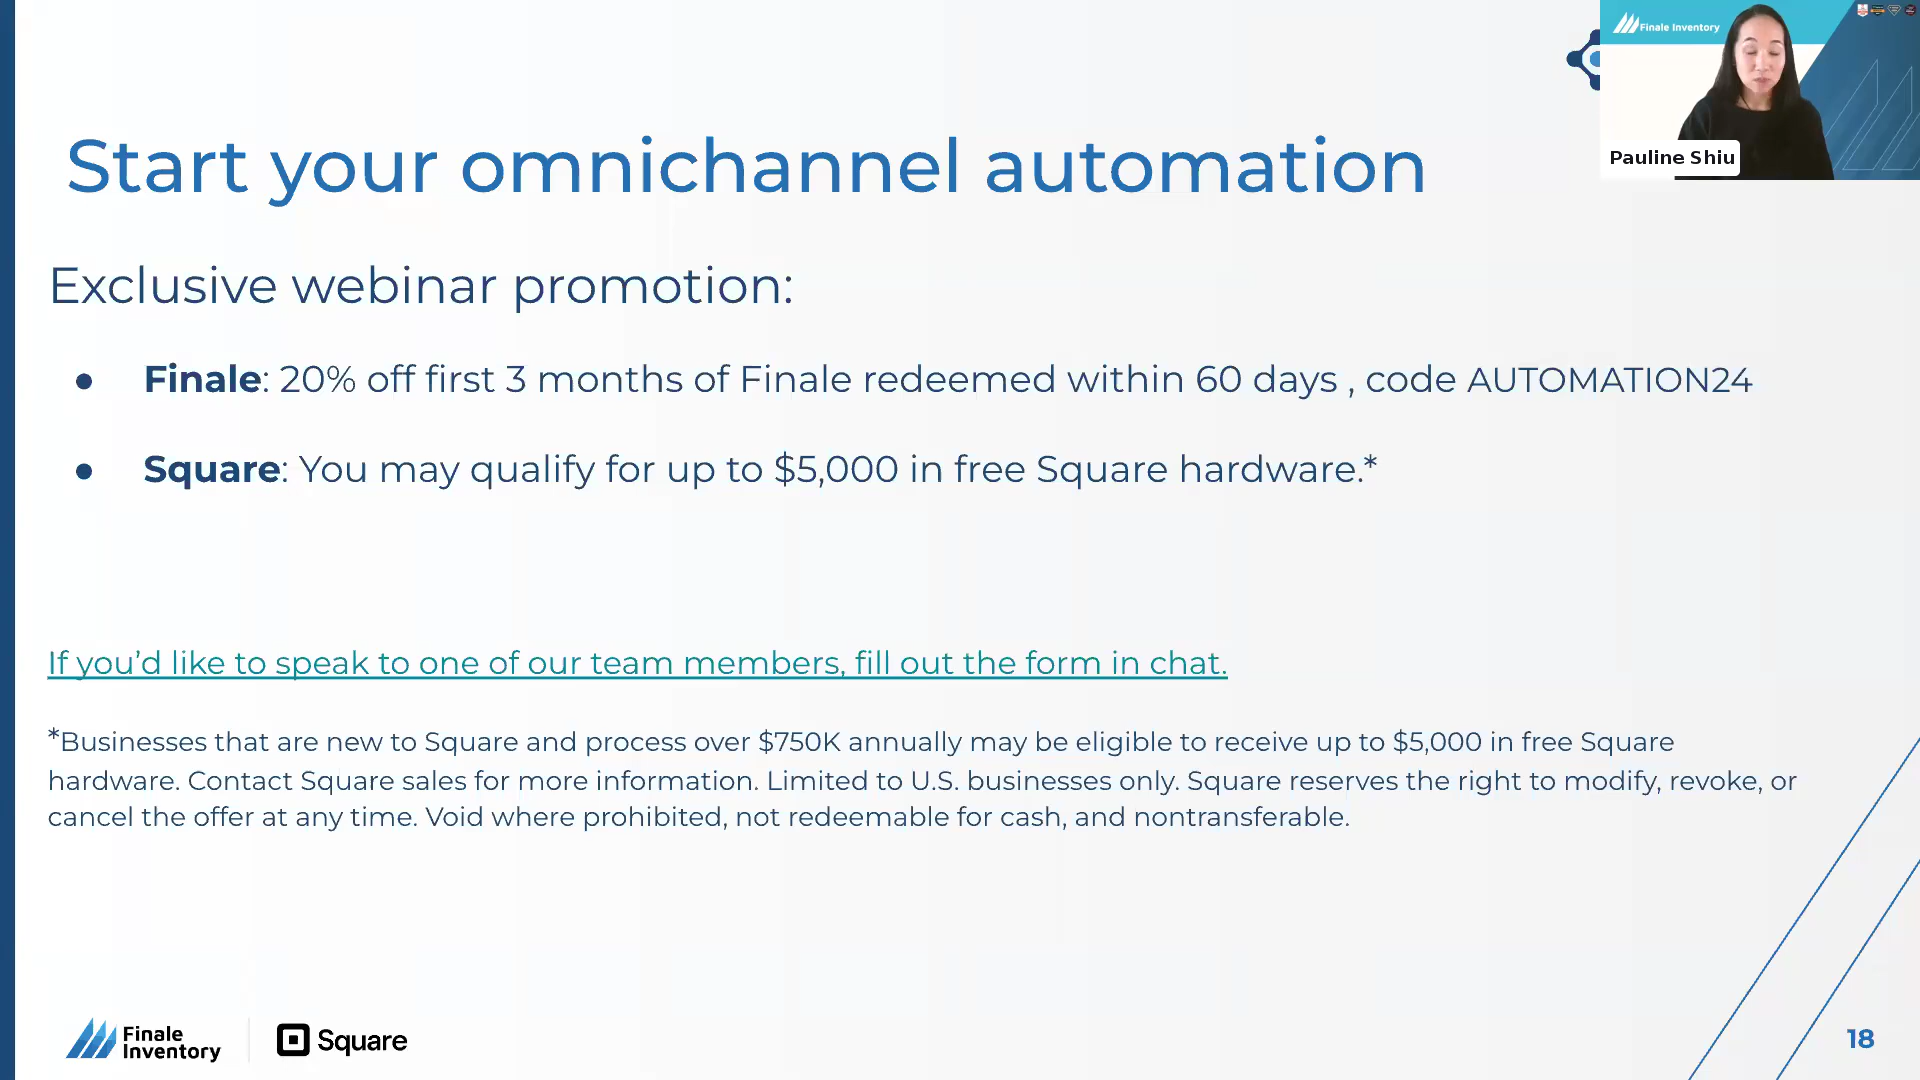 Finale Inventory
Pauline Shiu
Start your omnichannel automation
Exclusive webinar promotion:
● Finale: 20% off first 3 months of Finale redeemed within 60 days , code AUTOMATION24
● Square: You may qualify for up to $5,000 in free Square hardware.*
If you’d like to speak to one of our team members, fill out the form in chat.
*Businesses that are new to Square and process over $750K annually may be eligible to receive up to $5,000 in free Square
hardware. Contact Square sales for more information. Limited to U.S. businesses only. Square reserves the right to modify, revoke, or
cancel the offer at any time. Void where prohibited, not redeemable for cash, and nontransferable.
Finale
Inventory
Square
18